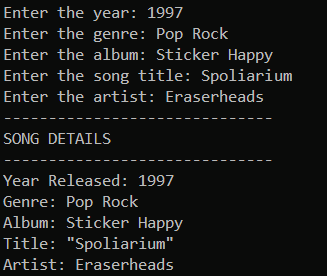 Enter the year: 1997
Enter the genre: Pop Rock
Enter the album: Sticker Happy
Enter the song title: Spoliarium
Enter the artist: Eraserheads
------------------------------
SONG DETAILS
------------------------------
Year Released: 1997
Genre: Pop Rock
Album: Sticker Happy
Title: "Spoliarium"
Artist: Eraserheads